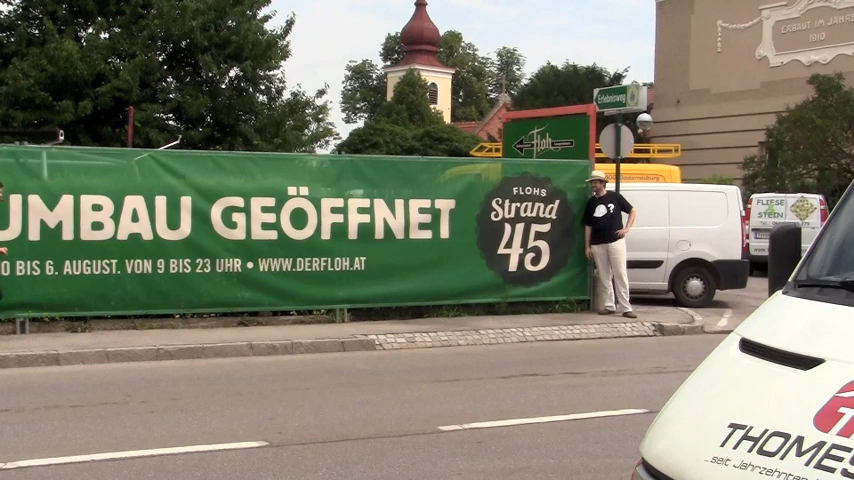 UMBAU GEÖFFNET
O BIS 6. AUGUST. VON 9 BIS 23 UHR • WWW.DERFLOH.AT
FLOHS
Strand
45
Floh
Erlebnisweg
ERBAUT IM JAHRE
1910
FLIESE
& STEIN
THOMES
...seit Jahrzehnten
?